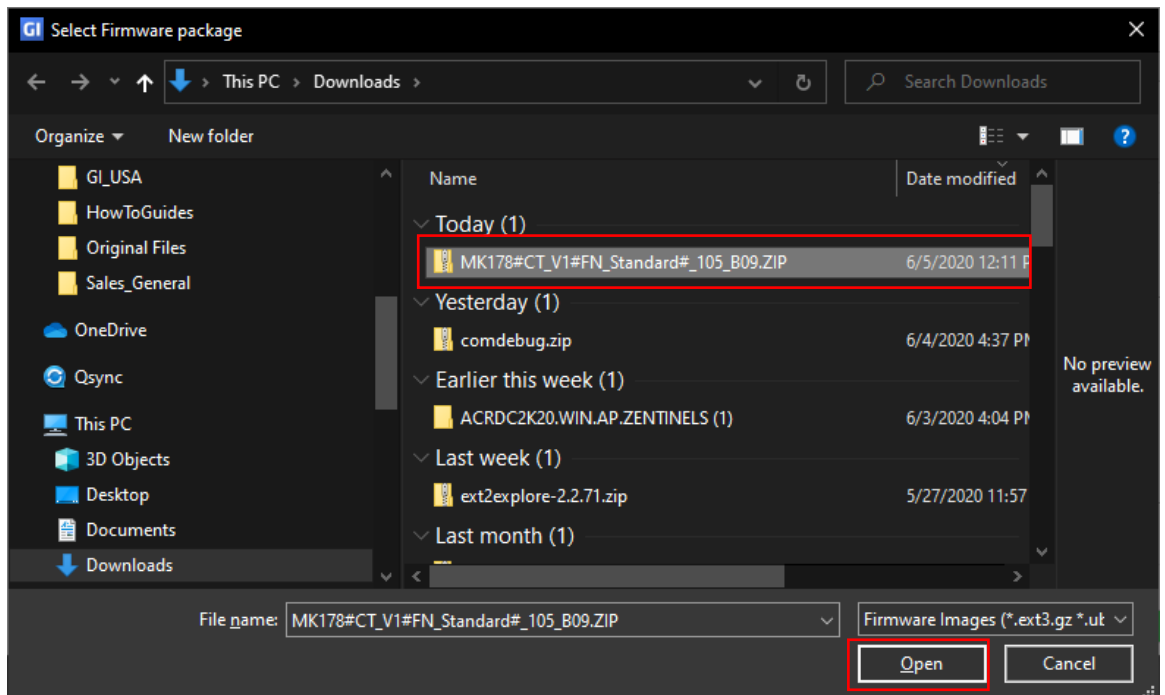 GI Select Firmware package
This PC > Downloads >
Search Downloads
Organize New folder
GI_USA
HowToGuides
Original Files
Sales_General
OneDrive
Qsync
This PC
3D Objects
Desktop
Documents
Downloads
Name Date modified
Today (1)
MK178#CT_V1#FN_Standard#_105_B09.ZIP 6/5/2020 12:11 P
Yesterday (1)
comdebug.zip 6/4/2020 4:37 PM
Earlier this week (1)
ACRDC2K20.WIN.AP.ZENTINELS (1) 6/3/2020 4:04 PM
Last week (1)
ext2explore-2.2.71.zip 5/27/2020 11:57
Last month (1)
No preview
available.
File name: MK178#CT_V1#FN_Standard#_105_B09.ZIP Firmware Images (*.ext3.gz *.ub
Open Cancel